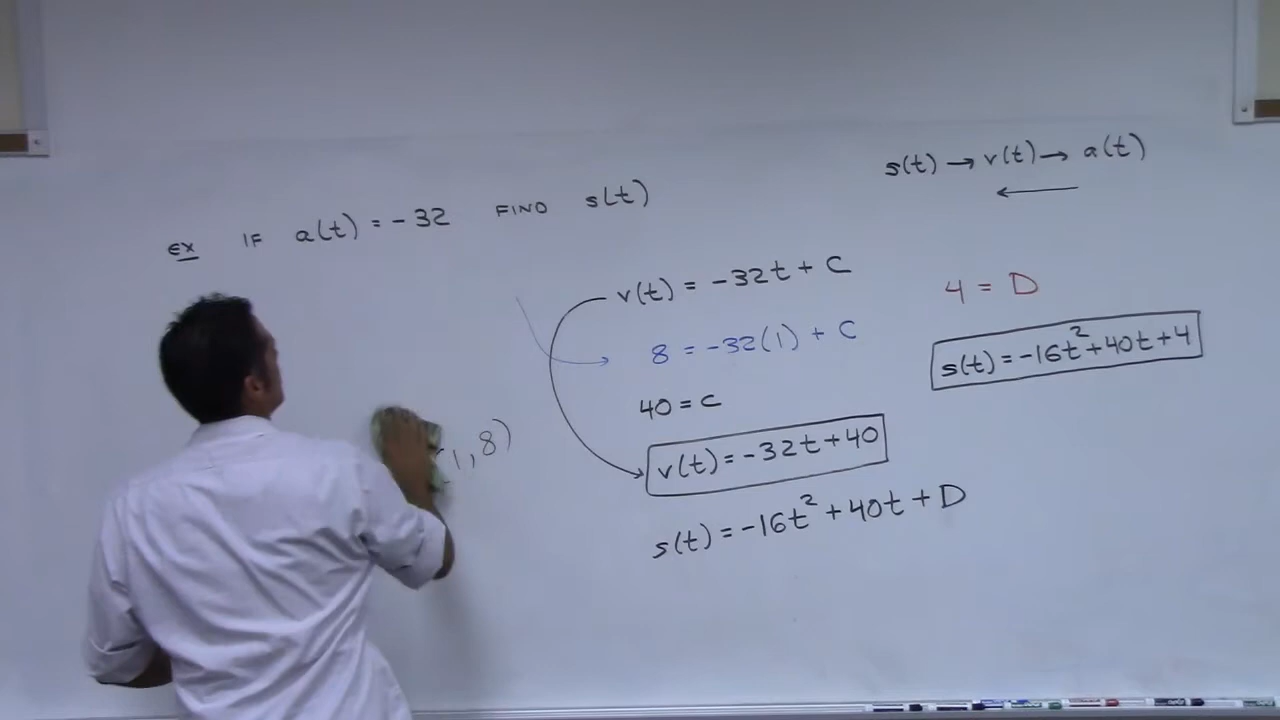 ex IF a(t) = -32 FIND s(t)
s(t) → v(t) → a(t)
←
v(t) = -32t + C
8 = -32(1) + C
40 = C
v(t) = -32t + 40
s(t) = -16t² + 40t + D
1, 8)
4 = D
s(t) = -16t² + 40t + 4